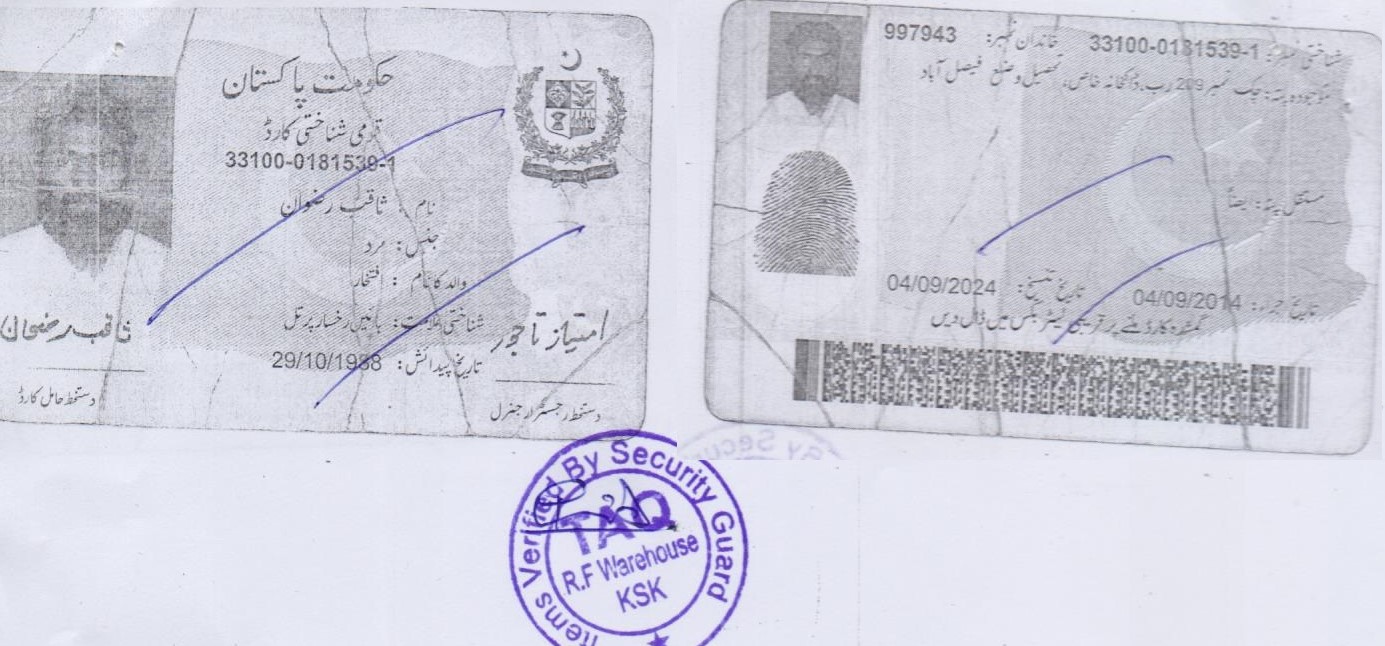 حکومت پاکستان
قومی شناختی کارڈ
33100-0181539-1
نام : ثاقب رضوان
جنس : مرد
والد کا نام : افتخار
شناختی علامت: بائیں رخسار پر تل
تاریخ پیدائش: 29/10/1988
ثاقب رضوان
دستخط حامل کارڈ
امتیاز تاجور
دستخط رجسٹرار جنرل
شناختی نمبر: 33100-0181539-1 خاندان نمبر: 997943
موجودہ پتہ: چک نمبر 209 رب، ڈاکخانہ خاص، تحصیل و ضلع فیصل آباد
مستقل پتہ: ایضاً
تاریخ اجراء: 04/09/2014 تاریخ تنسیخ: 04/09/2024
گمشدہ کارڈ ملنے پر قریبی لیٹر بکس میں ڈال دیں
Items Verified By Security Guard
TAQ
R.F Warehouse
KSK